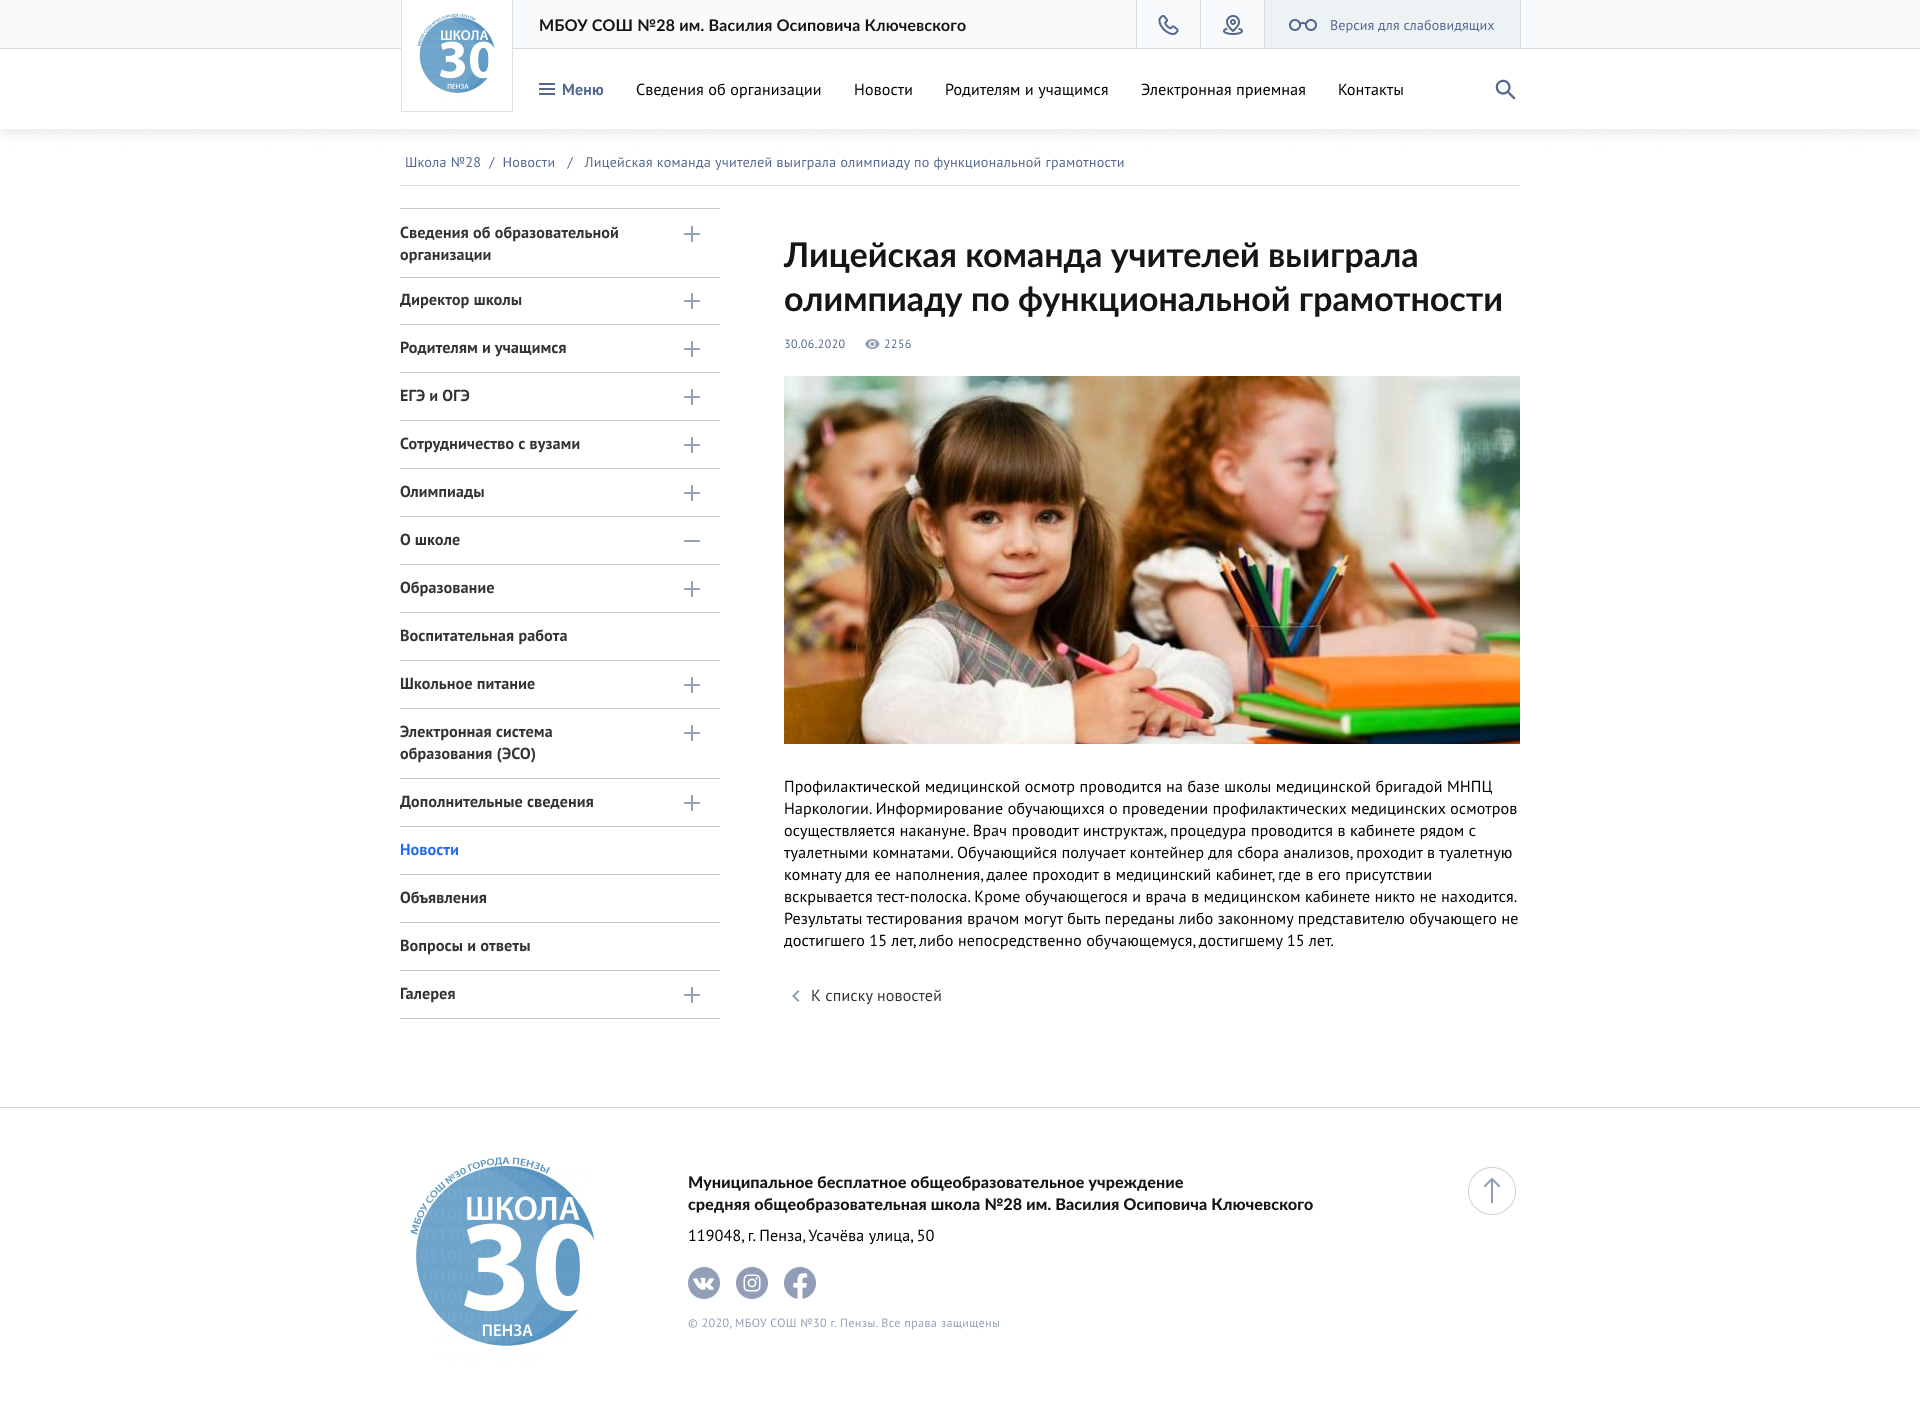 МБОУ СОШ №30 ГОРОДА ПЕНЗЫ
ШКОЛА
30
ПЕНЗА
МБОУ СОШ №28 им. Василия Осиповича Ключевского
Версия для слабовидящих
Меню
Сведения об организации
Новости
Родителям и учащимся
Электронная приемная
Контакты
Школа №28 / Новости / Лицейская команда учителей выиграла олимпиаду по функциональной грамотности
Сведения об образовательной
организации
Директор школы
Родителям и учащимся
ЕГЭ и ОГЭ
Сотрудничество с вузами
Олимпиады
О школе
Образование
Воспитательная работа
Школьное питание
Электронная система
образования (ЭСО)
Дополнительные сведения
Новости
Объявления
Вопросы и ответы
Галерея
Лицейская команда учителей выиграла
олимпиаду по функциональной грамотности
30.06.2020 2256
Профилактической медицинской осмотр проводится на базе школы медицинской бригадой МНПЦ
Наркологии. Информирование обучающихся о проведении профилактических медицинских осмотров
осуществляется накануне. Врач проводит инструктаж, процедура проводится в кабинете рядом с
туалетными комнатами. Обучающийся получает контейнер для сбора анализов, проходит в туалетную
комнату для ее наполнения, далее проходит в медицинский кабинет, где в его присутствии
вскрывается тест-полоска. Кроме обучающегося и врача в медицинском кабинете никто не находится.
Результаты тестирования врачом могут быть переданы либо законному представителю обучающего не
достигшего 15 лет, либо непосредственно обучающемуся, достигшему 15 лет.
К списку новостей
МБОУ СОШ №30 ГОРОДА ПЕНЗЫ
ШКОЛА
30
ПЕНЗА
Муниципальное бесплатное общеобразовательное учреждение
средняя общеобразовательная школа №28 им. Василия Осиповича Ключевского
119048, г. Пенза, Усачёва улица, 50
© 2020, МБОУ СОШ №30 г. Пензы. Все права защищены